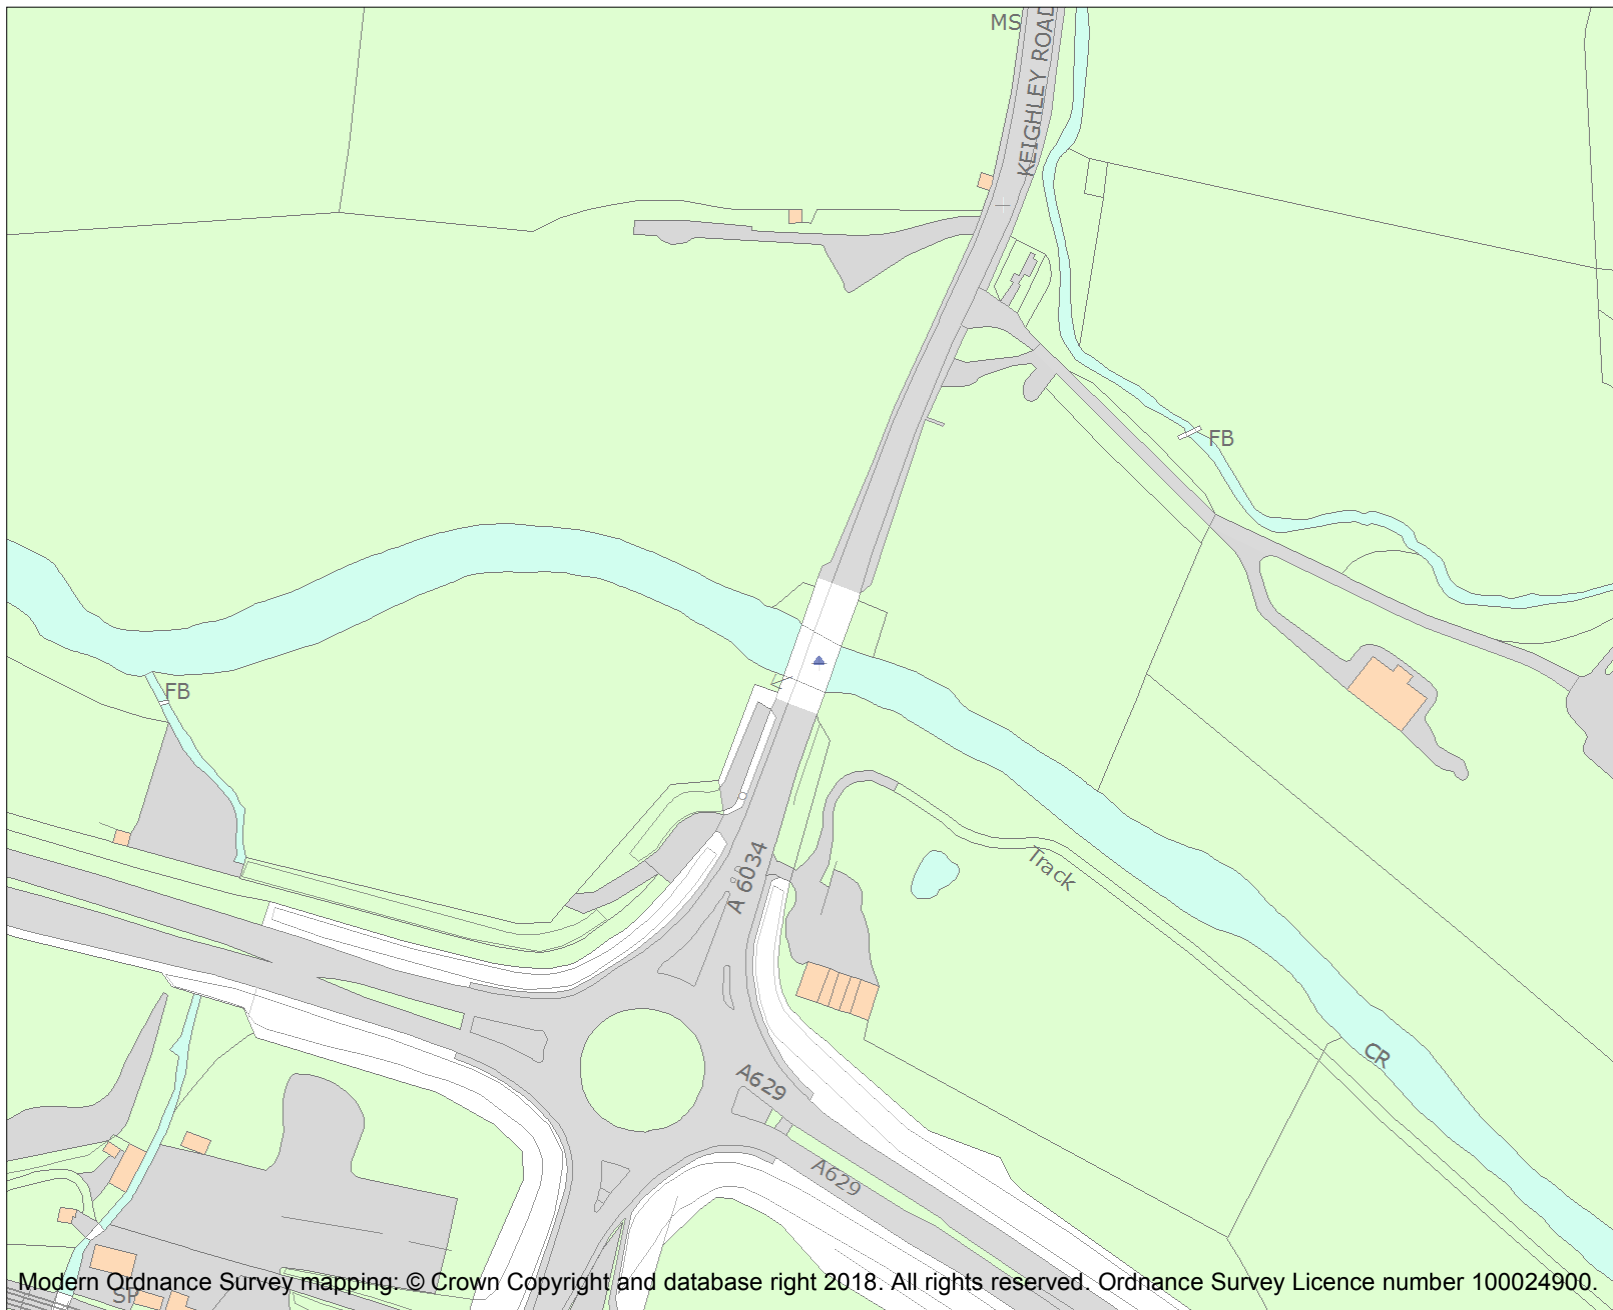 MS
KEIGHLEY ROAD
FB
FB
A 6034
Track
CR
A629
A629
SP
Modern Ordnance Survey mapping: © Crown Copyright and database right 2018. All rights reserved. Ordnance Survey Licence number 100024900.